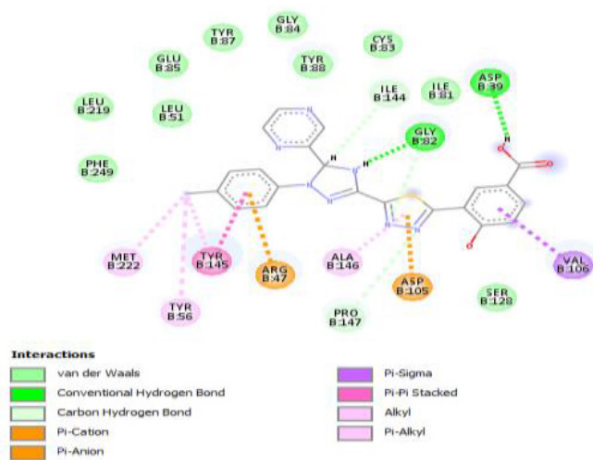 GLY
B:84
TYR
B:87
CYS
B:83
GLU
B:85
TYR
B:88
ILE
B:144
ILE
B:81
ASP
B:39
LEU
B:219
LEU
B:51
N
N
GLY
B:82
H
H
H
O
O
PHE
B:249
N
N
N
N
S
N
N
O
MET
B:222
TYR
B:145
ARG
B:47
ALA
B:146
ASP
B:105
VAL
B:106
TYR
B:56
PRO
B:147
SER
B:128
Interactions
van der Waals
Conventional Hydrogen Bond
Carbon Hydrogen Bond
Pi-Cation
Pi-Anion
Pi-Sigma
Pi-Pi Stacked
Alkyl
Pi-Alkyl